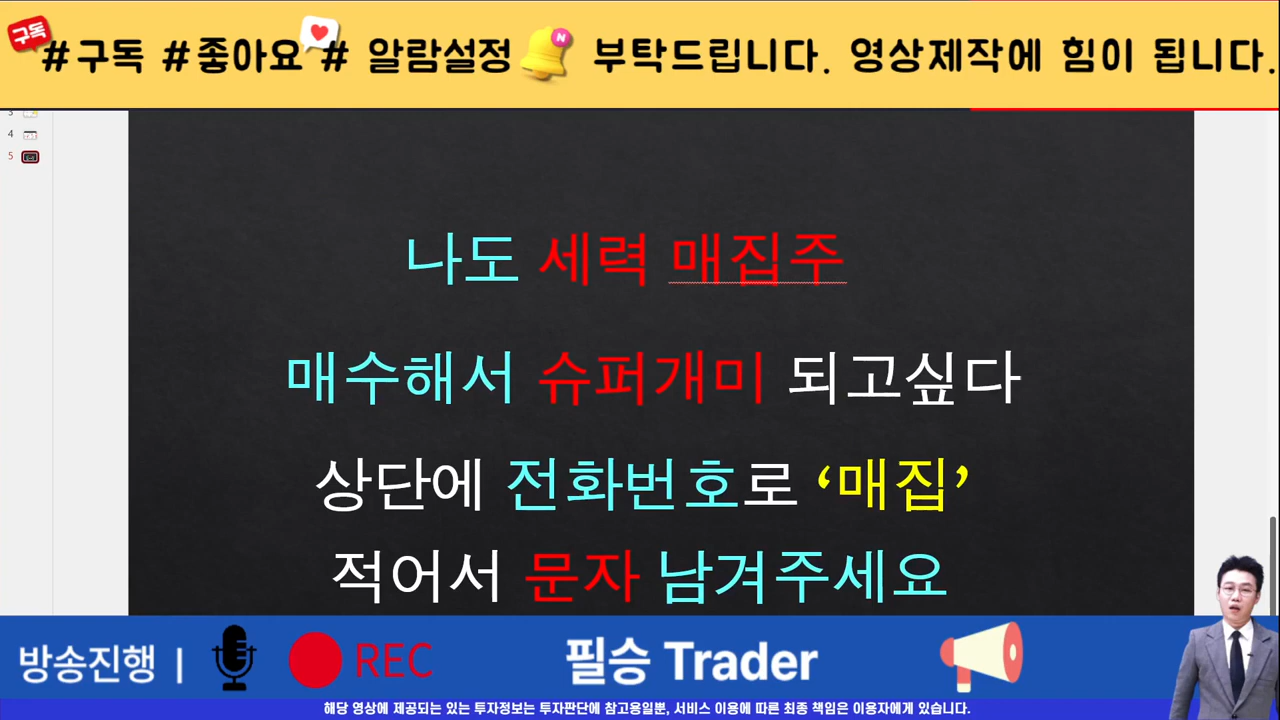 구독
#구독 #좋아요 # 알람설정 N 부탁드립니다. 영상제작에 힘이 됩니다.
3
4
5
나도 세력 매집주
매수해서 슈퍼개미 되고싶다
상단에 전화번호로 ‘매집’
적어서 문자 남겨주세요
방송진행 | REC 필승 Trader
해당 영상에 제공되는 있는 투자정보는 투자판단에 참고용일뿐, 서비스 이용에 따른 최종 책임은 이용자에게 있습니다.